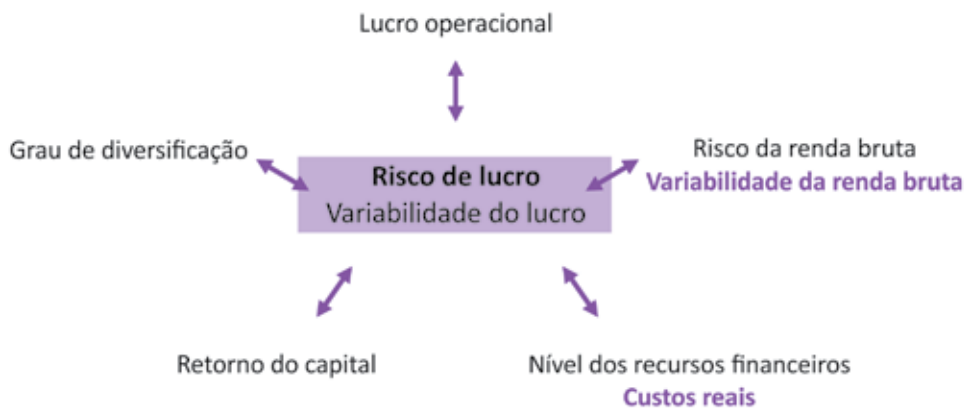 Lucro operacional
Grau de diversificação
Risco de lucro
Variabilidade do lucro
Risco da renda bruta
Variabilidade da renda bruta
Retorno do capital
Nível dos recursos financeiros
Custos reais